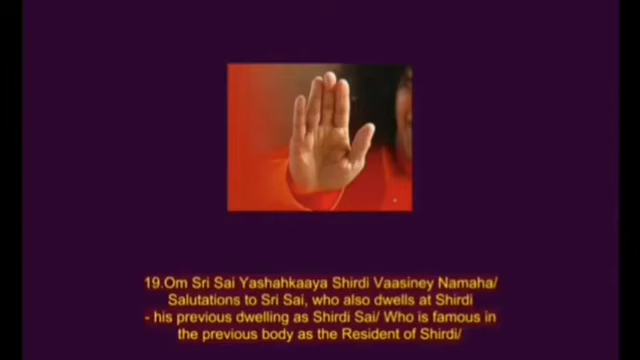 19.Om Sri Sai Yashahkaaya Shirdi Vaasiney Namaha/
Salutations to Sri Sai, who also dwells at Shirdi
- his previous dwelling as Shirdi Sai/ Who is famous in
the previous body as the Resident of Shirdi/